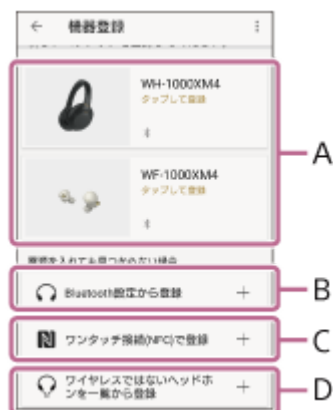 機器登録
WH-1000XM4
タップして登録
A
WF-1000XM4
タップして登録
Bluetooth設定から登録
B
ワンタッチ接続(NFC)で登録
C
ワイヤレスではないヘッドホ
ンを一覧から登録
D